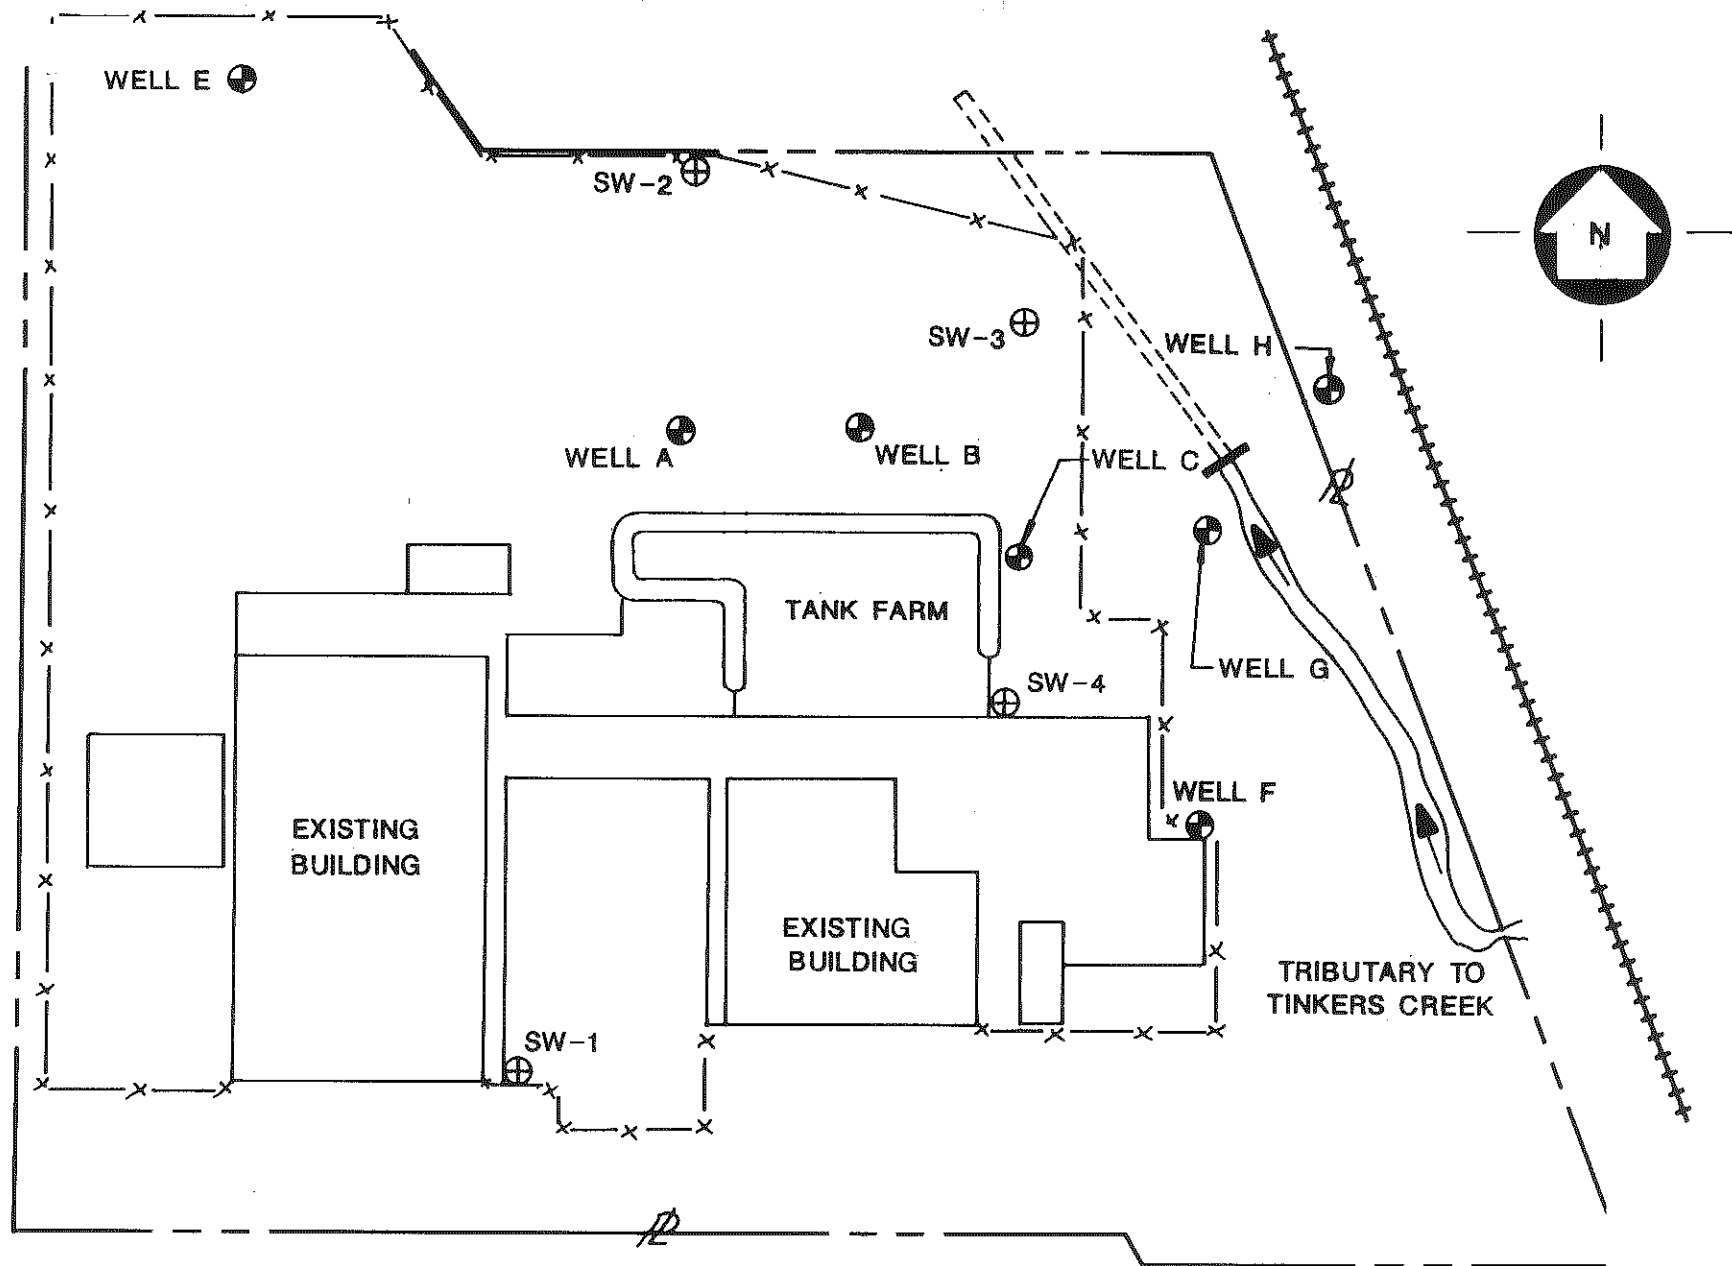 WELL E
SW-2
N
SW-3
WELL H
WELL A
WELL B
WELL C
TANK FARM
WELL G
SW-4
WELL F
EXISTING
BUILDING
EXISTING
BUILDING
TRIBUTARY TO
TINKERS CREEK
SW-1